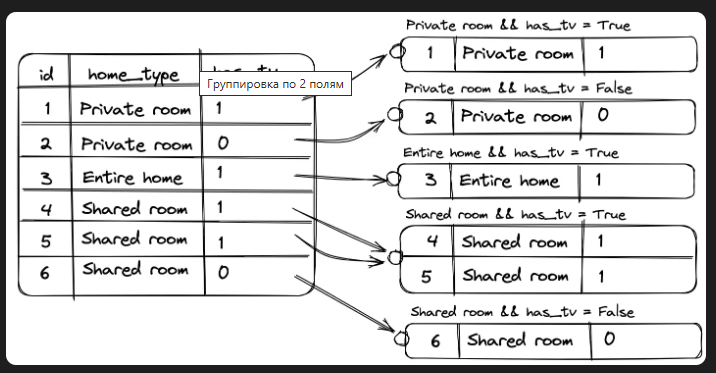 id home_type has_tv
1 Private room 1
2 Private room 0
3 Entire home 1
4 Shared room 1
5 Shared room 1
6 Shared room 0
Группировка по 2 полям
Private room && has_tv = True
1 Private room 1
Private room && has_tv = False
2 Private room 0
Entire home && has_tv = True
3 Entire home 1
Shared room && has_tv = True
4 Shared room 1
5 Shared room 1
Shared room && has_tv = False
6 Shared room 0